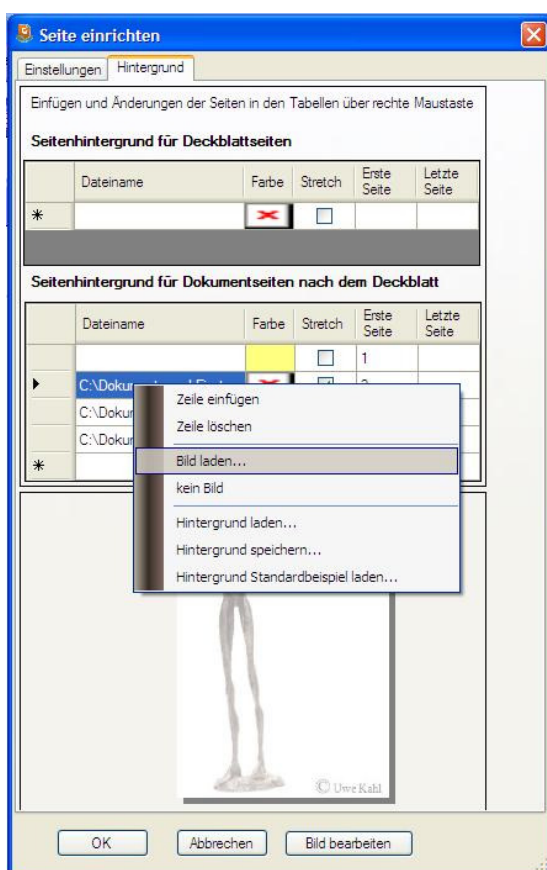 Seite einrichten
Einstellungen Hintergrund
Einfügen und Änderungen der Seiten in den Tabellen über rechte Maustaste
Seitenhintergrund für Deckblattseiten
Dateiname Farbe Stretch Erste Seite Letzte Seite
Seitenhintergrund für Dokumentseiten nach dem Deckblatt
Dateiname Farbe Stretch Erste Seite Letzte Seite
1
C:\Dokumente
C:\Dokum
C:\Dokum
Zeile einfügen
Zeile löschen
Bild laden...
kein Bild
Hintergrund laden...
Hintergrund speichern...
Hintergrund Standardbeispiel laden...
© Uwe Kahl
OK Abbrechen Bild bearbeiten